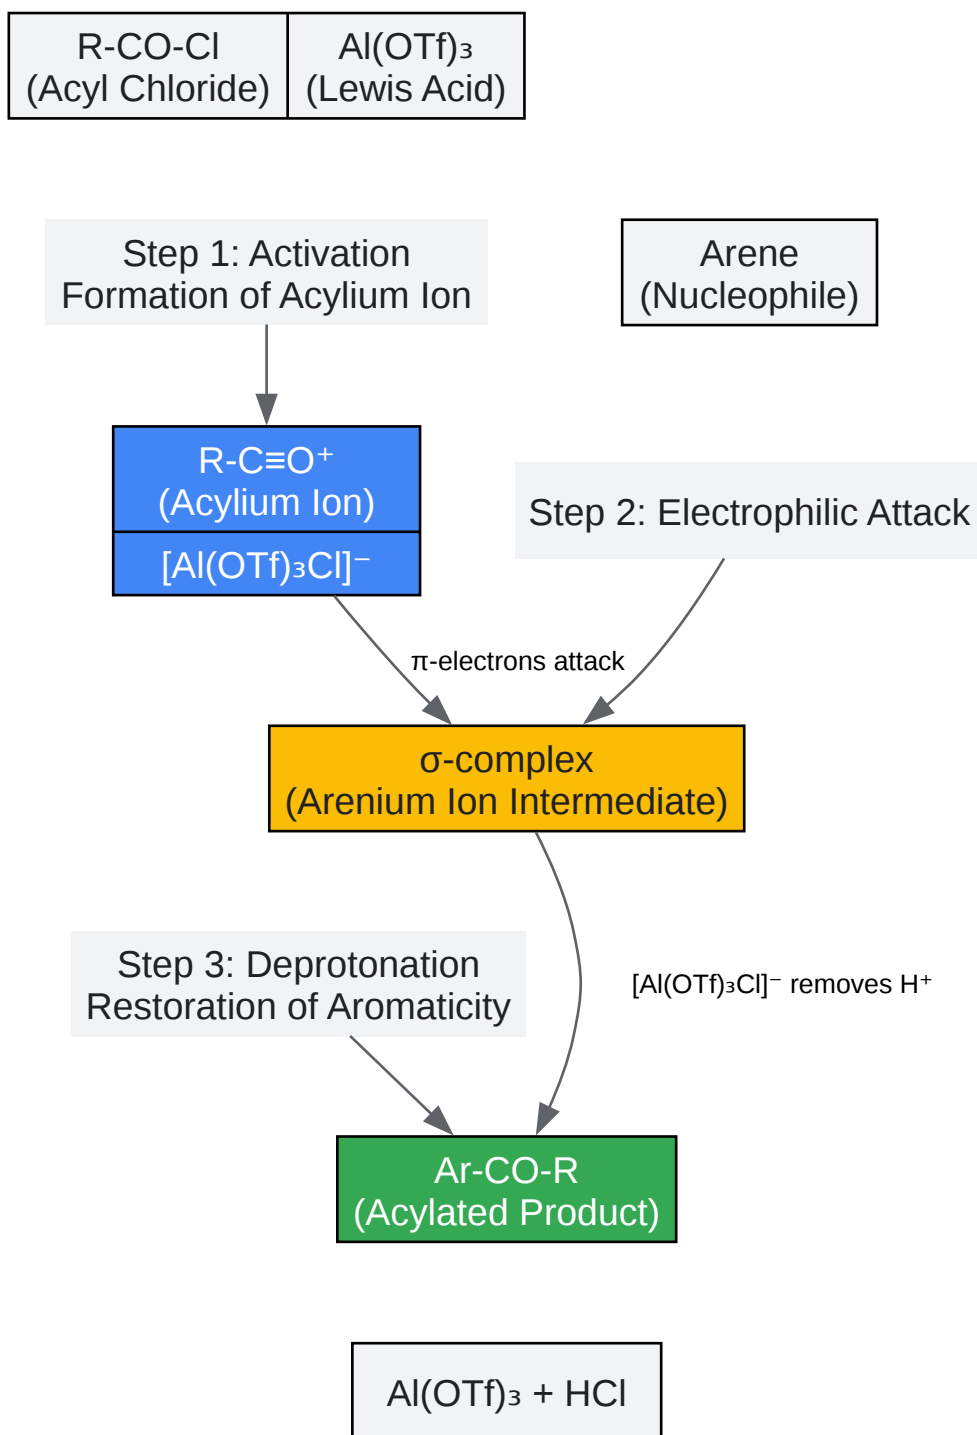 R-CO-Cl
(Acyl Chloride)
Al(OTf)₃
(Lewis Acid)
Step 1: Activation
Formation of Acylium Ion
Arene
(Nucleophile)
R-C≡O⁺
(Acylium Ion)
[Al(OTf)₃Cl]⁻
Step 2: Electrophilic Attack
π-electrons attack
σ-complex
(Arenium Ion Intermediate)
Step 3: Deprotonation
Restoration of Aromaticity
[Al(OTf)₃Cl]⁻ removes H⁺
Ar-CO-R
(Acylated Product)
Al(OTf)₃ + HCl